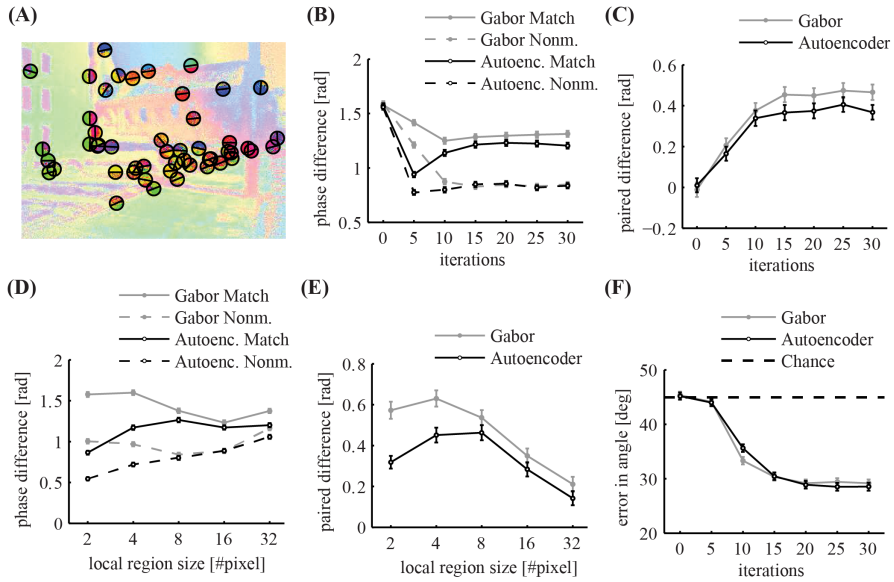 (A)
(B)
Gabor Match
Gabor Nonm.
Autoenc. Match
Autoenc. Nonm.
phase difference [rad]
2
1.5
1
0.5
0 5 10 15 20 25 30
iterations
(C)
Gabor
Autoencoder
paired difference [rad]
0.6
0.4
0.2
0
−0.2
0 5 10 15 20 25 30
iterations
(D)
Gabor Match
Gabor Nonm.
Autoenc. Match
Autoenc. Nonm.
phase difference [rad]
2
1.5
1
0.5
0
2 4 8 16 32
local region size [#pixel]
(E)
Gabor
Autoencoder
paired difference [rad]
0.8
0.6
0.4
0.2
0
2 4 8 16 32
local region size [#pixel]
(F)
Gabor
Autoencoder
Chance
error in angle [deg]
50
45
40
30
20
0 5 10 15 20 25 30
iterations